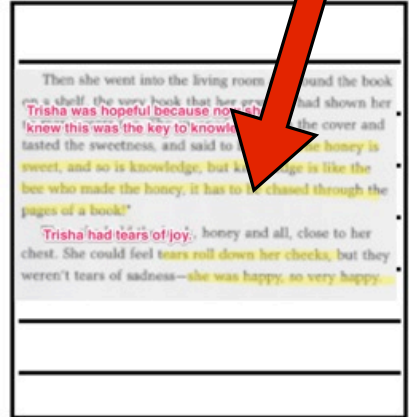 Then she went into the living room ound the book
on a shelf, the very book that her had shown her
Trisha was hopeful because now sh
knew this was the key to knowle the cover and
tasted the sweetness, and said to honey is
sweet, and so is knowledge, but is like the
bee who made the honey, it has to be chased through the
pages of a book!"
Trisha had tears of joy. , honey and all, close to her
chest. She could feel tears roll down her cheeks, but they
weren't tears of sadness—she was happy, so very happy.